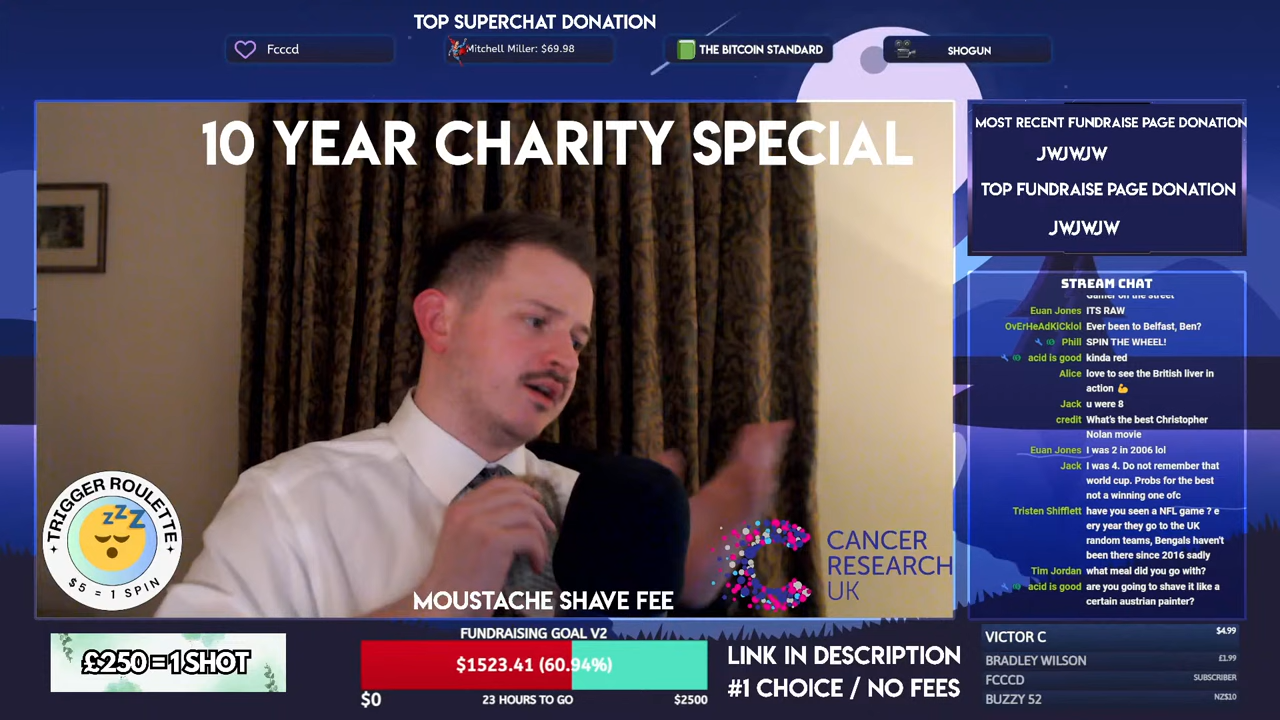 TOP SUPERCHAT DONATION
Fcccd
Mitchell Miller: $69.98
THE BITCOIN STANDARD
SHOGUN
10 YEAR CHARITY SPECIAL
MOST RECENT FUNDRAISE PAGE DONATION
JWJWJW
TOP FUNDRAISE PAGE DONATION
JWJWJW
STREAM CHAT
Gamer on the street
Euan Jones ITS RAW
OvErHeAdKiCklol Ever been to Belfast, Ben?
Phill SPIN THE WHEEL!
acid is good kinda red
Alice love to see the British liver in
action 💪
Jack u were 8
credit What's the best Christopher
Nolan movie
Euan Jones I was 2 in 2006 lol
Jack I was 4. Do not remember that
world cup. Probs for the best
not a winning one ofc
Tristen Shifflett have you seen a NFL game ? e
ery year they go to the UK
random teams, Bengals haven't
been there since 2016 sadly
Tim Jordan what meal did you go with?
acid is good are you going to shave it like a
certain austrian painter?
TRIGGER ROULETTE
zzz
$5 = 1 SPIN
CANCER
RESEARCH
UK
MOUSTACHE SHAVE FEE
FUNDRAISING GOAL V2
$1523.41 (60.94%)
$0
23 HOURS TO GO
$2500
£250 = 1 SHOT
LINK IN DESCRIPTION
#1 CHOICE / NO FEES
VICTOR C $4.99
BRADLEY WILSON £1.99
FCCCD SUBSCRIBER
BUZZY 52 NZ$10